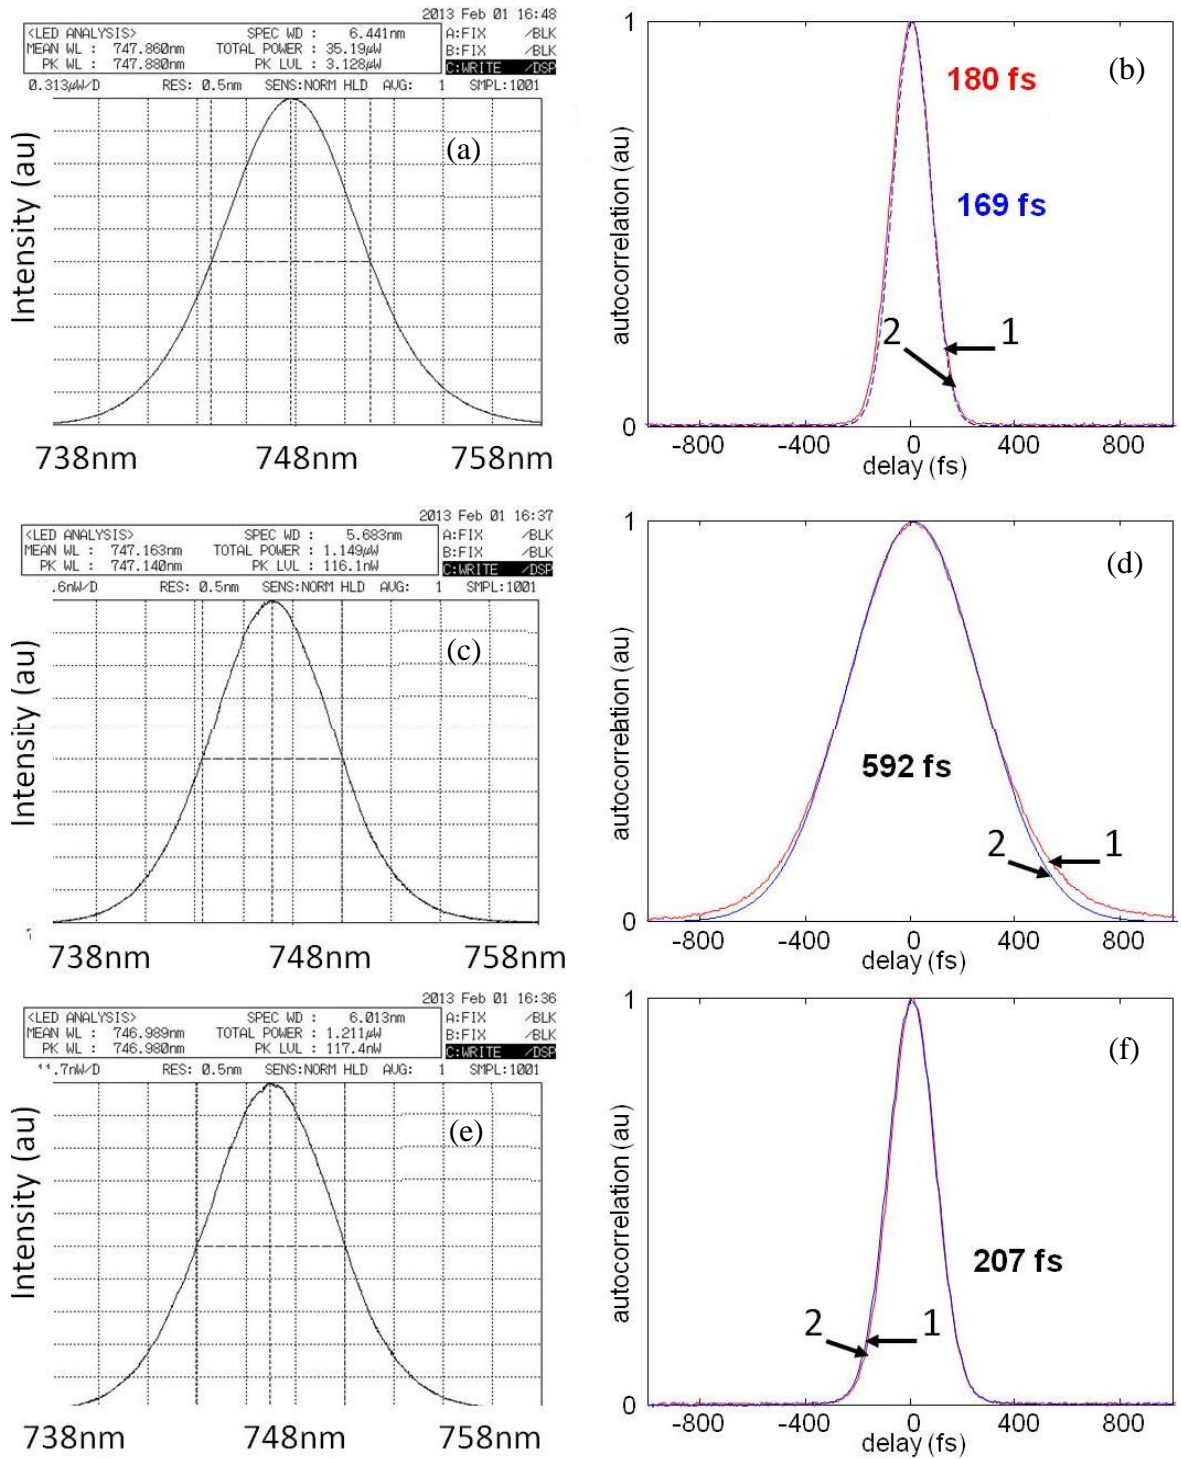 2013 Feb 01 16:48
<LED ANALYSIS> SPEC WD : 6.441nm A:FIX /BLK
MEAN WL : 747.860nm TOTAL POWER : 35.19μW B:FIX /BLK
PK WL : 747.880nm PK LVL : 3.128μW C:WRITE /DSP
0.313μW/D RES: 0.5nm SENS:NORM HLD AVG: 1 SMPL:1001
Intensity (au)
(a)
738nm 748nm 758nm
1
(b)
180 fs
169 fs
autocorrelation (au)
2 1
0
-800 -400 0 400 800
delay (fs)
2013 Feb 01 16:37
<LED ANALYSIS> SPEC WD : 5.683nm A:FIX /BLK
MEAN WL : 747.163nm TOTAL POWER : 1.149μW B:FIX /BLK
PK WL : 747.140nm PK LVL : 116.1nW C:WRITE /DSP
.6nW/D RES: 0.5nm SENS:NORM HLD AVG: 1 SMPL:1001
Intensity (au)
(c)
738nm 748nm 758nm
1
(d)
autocorrelation (au)
592 fs
2 1
0
-800 -400 0 400 800
delay (fs)
2013 Feb 01 16:36
<LED ANALYSIS> SPEC WD : 6.013nm A:FIX /BLK
MEAN WL : 746.989nm TOTAL POWER : 1.211μW B:FIX /BLK
PK WL : 746.980nm PK LVL : 117.4nW C:WRITE /DSP
.7nW/D RES: 0.5nm SENS:NORM HLD AVG: 1 SMPL:1001
Intensity (au)
(e)
738nm 748nm 758nm
1
(f)
autocorrelation (au)
207 fs
2 1
0
-800 -400 0 400 800
delay (fs)